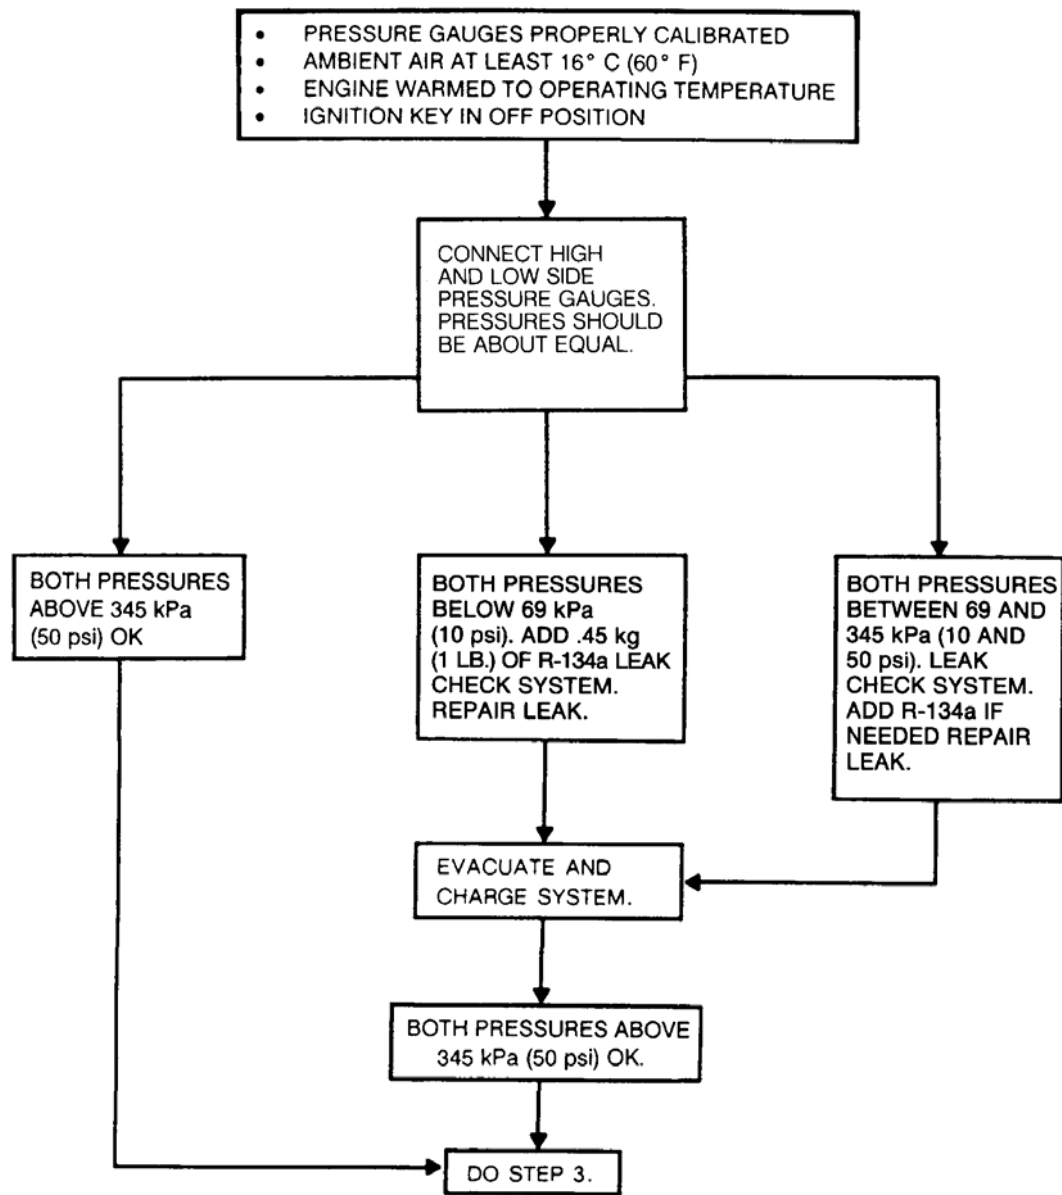 • PRESSURE GAUGES PROPERLY CALIBRATED
• AMBIENT AIR AT LEAST 16° C (60° F)
• ENGINE WARMED TO OPERATING TEMPERATURE
• IGNITION KEY IN OFF POSITION
CONNECT HIGH
AND LOW SIDE
PRESSURE GAUGES.
PRESSURES SHOULD
BE ABOUT EQUAL.
BOTH PRESSURES
ABOVE 345 kPa
(50 psi) OK
BOTH PRESSURES
BELOW 69 kPa
(10 psi). ADD .45 kg
(1 LB.) OF R-134a LEAK
CHECK SYSTEM.
REPAIR LEAK.
BOTH PRESSURES
BETWEEN 69 AND
345 kPa (10 AND
50 psi). LEAK
CHECK SYSTEM.
ADD R-134a IF
NEEDED REPAIR
LEAK.
EVACUATE AND
CHARGE SYSTEM.
BOTH PRESSURES ABOVE
345 kPa (50 psi) OK.
DO STEP 3.